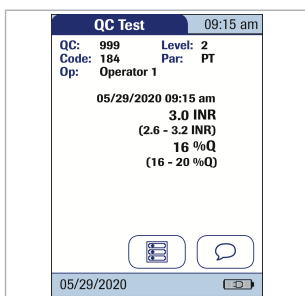 QC Test 09:15 am
QC: 999 Level: 2
Code: 184 Par: PT
Op: Operator 1
05/29/2020 09:15 am
3.0 INR
(2.6 - 3.2 INR)
16 %Q
(16 - 20 %Q)
05/29/2020